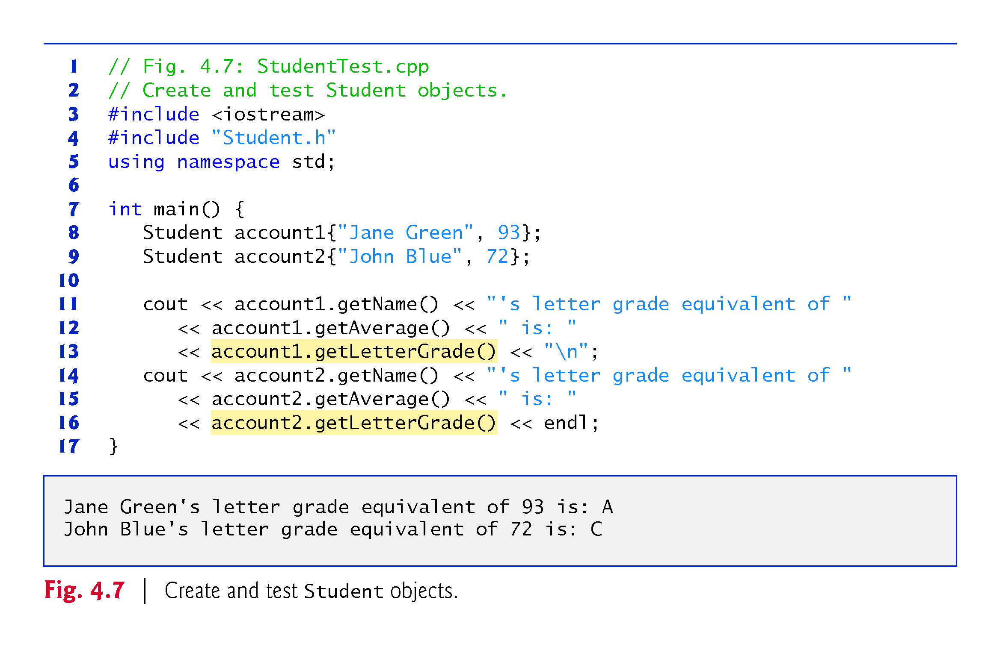 1 // Fig. 4.7: StudentTest.cpp
2 // Create and test Student objects.
3 #include <iostream>
4 #include "Student.h"
5 using namespace std;
6
7 int main() {
8    Student account1{"Jane Green", 93};
9    Student account2{"John Blue", 72};
10
11    cout << account1.getName() << "'s letter grade equivalent of "
12       << account1.getAverage() << " is: "
13       << account1.getLetterGrade() << "\n";
14    cout << account2.getName() << "'s letter grade equivalent of "
15       << account2.getAverage() << " is: "
16       << account2.getLetterGrade() << endl;
17 }
Jane Green's letter grade equivalent of 93 is: A
John Blue's letter grade equivalent of 72 is: C
Fig. 4.7 | Create and test Student objects.